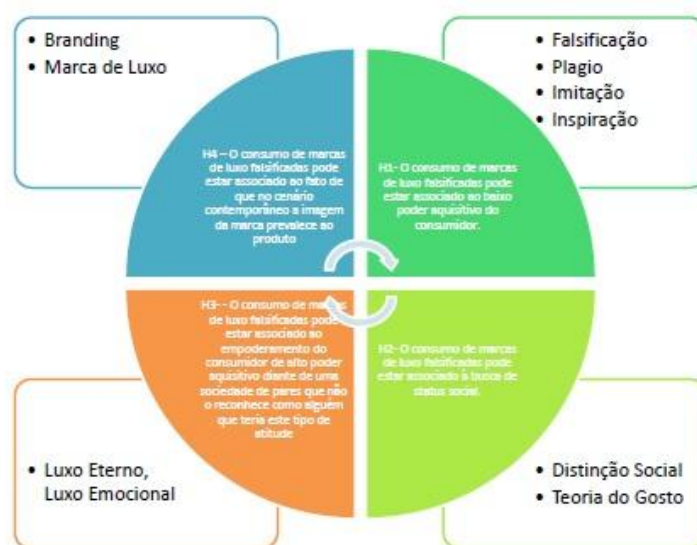 • Branding
• Marca de Luxo
• Falsificação
• Plagio
• Imitação
• Inspiração
H4 – O consumo de marcas
de luxo falsificadas pode
estar associado ao fato de
que no cenário
contemporâneo a imagem
da marca prevalece ao
produto
H1- O consumo de marcas
de luxo falsificadas pode
estar associado ao baixo
poder aquisitivo do
consumidor.
H3-- O consumo de marcas
de luxo falsificadas pode
estar associado ao
empoderamento do
consumidor de alto poder
aquisitivo diante de uma
sociedade de pares que não
o reconhece como alguém
que teria este tipo de
atitude
H2- O consumo de marcas
de luxo falsificadas pode
estar associado à busca de
status social.
• Luxo Eterno,
Luxo Emocional
• Distinção Social
• Teoria do Gosto